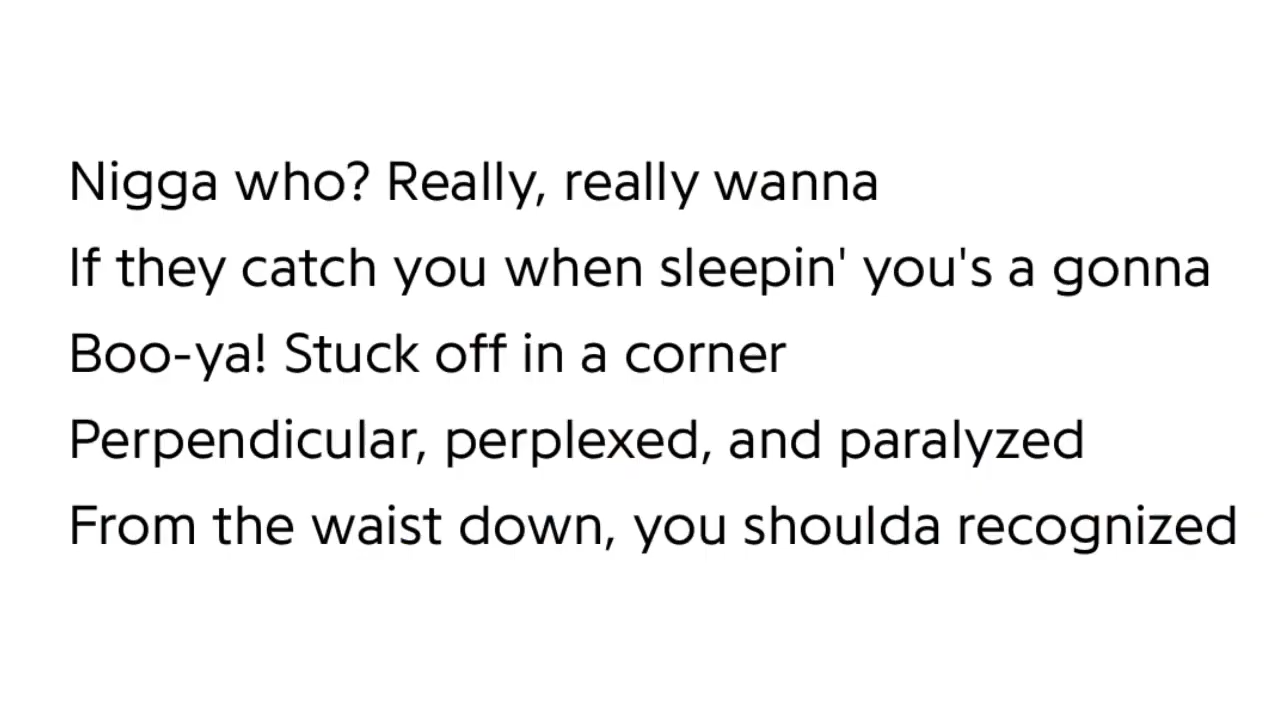 Nigga who? Really, really wanna
If they catch you when sleepin' you's a gonna
Boo-ya! Stuck off in a corner
Perpendicular, perplexed, and paralyzed
From the waist down, you shoulda recognized